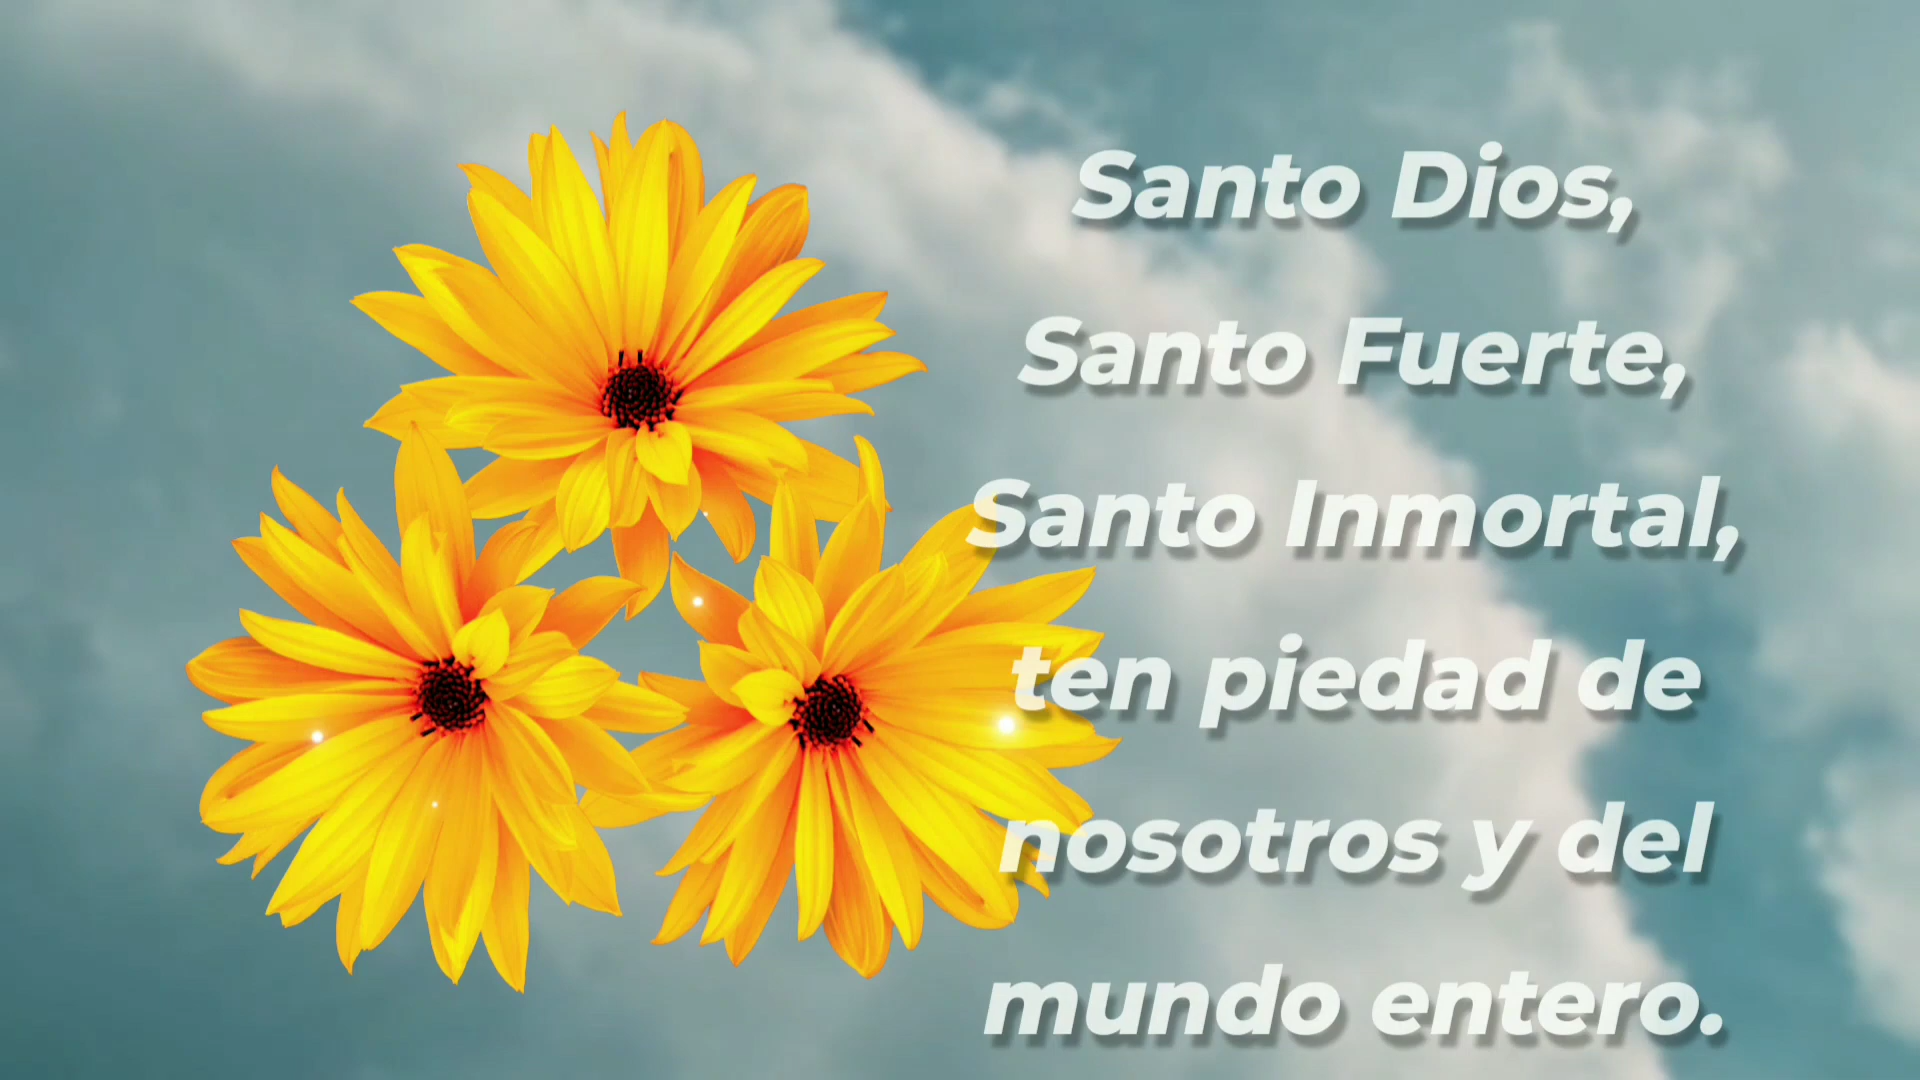 Santo Dios,
Santo Fuerte,
Santo Inmortal,
ten piedad de
nosotros y del
mundo entero.